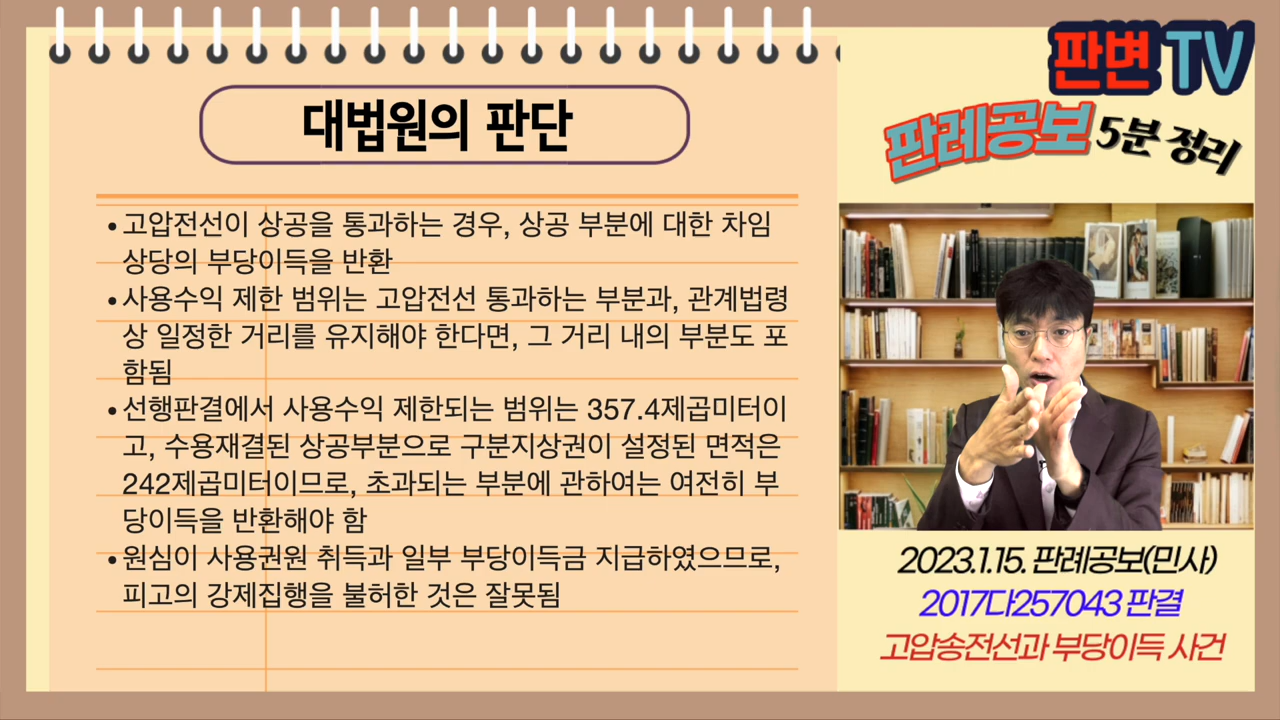 대법원의 판단
•고압전선이 상공을 통과하는 경우, 상공 부분에 대한 차임
상당의 부당이득을 반환
•사용수익 제한 범위는 고압전선 통과하는 부분과, 관계법령
상 일정한 거리를 유지해야 한다면, 그 거리 내의 부분도 포
함됨
•선행판결에서 사용수익 제한되는 범위는 357.4제곱미터이
고, 수용재결된 상공부분으로 구분지상권이 설정된 면적은
242제곱미터이므로, 초과되는 부분에 관하여는 여전히 부
당이득을 반환해야 함
•원심이 사용권원 취득과 일부 부당이득금 지급하였으므로,
피고의 강제집행을 불허한 것은 잘못됨
판변 TV
판례공보 5분 정리
2023.1.15. 판례공보(민사)
2017다257043 판결
고압송전선과 부당이득 사건